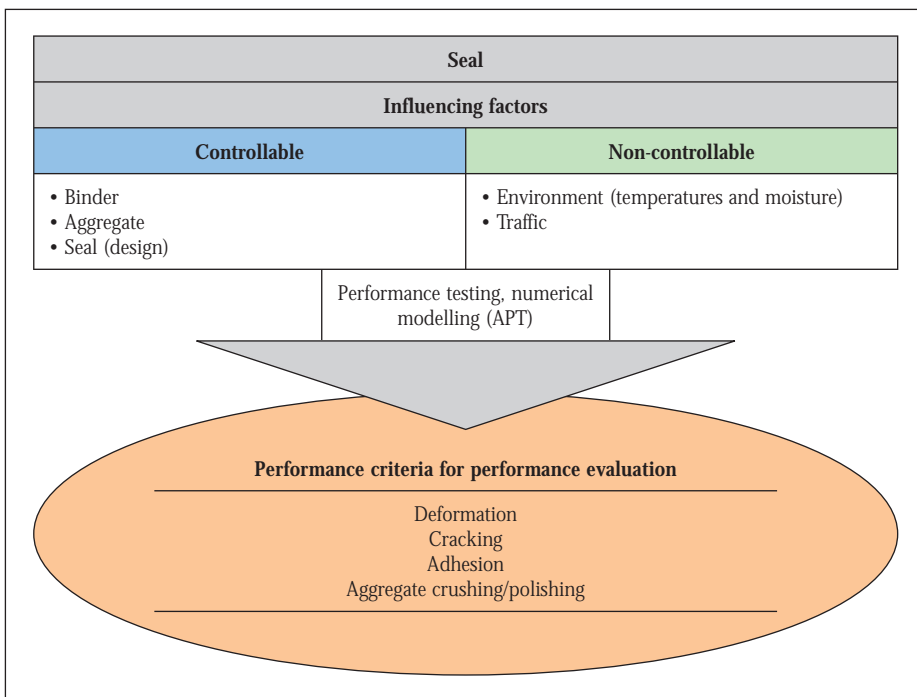 Seal
Influencing factors
Controllable
Non-controllable
• Binder
• Aggregate
• Seal (design)
• Environment (temperatures and moisture)
• Traffic
Performance testing, numerical
modelling (APT)
Performance criteria for performance evaluation
Deformation
Cracking
Adhesion
Aggregate crushing/polishing